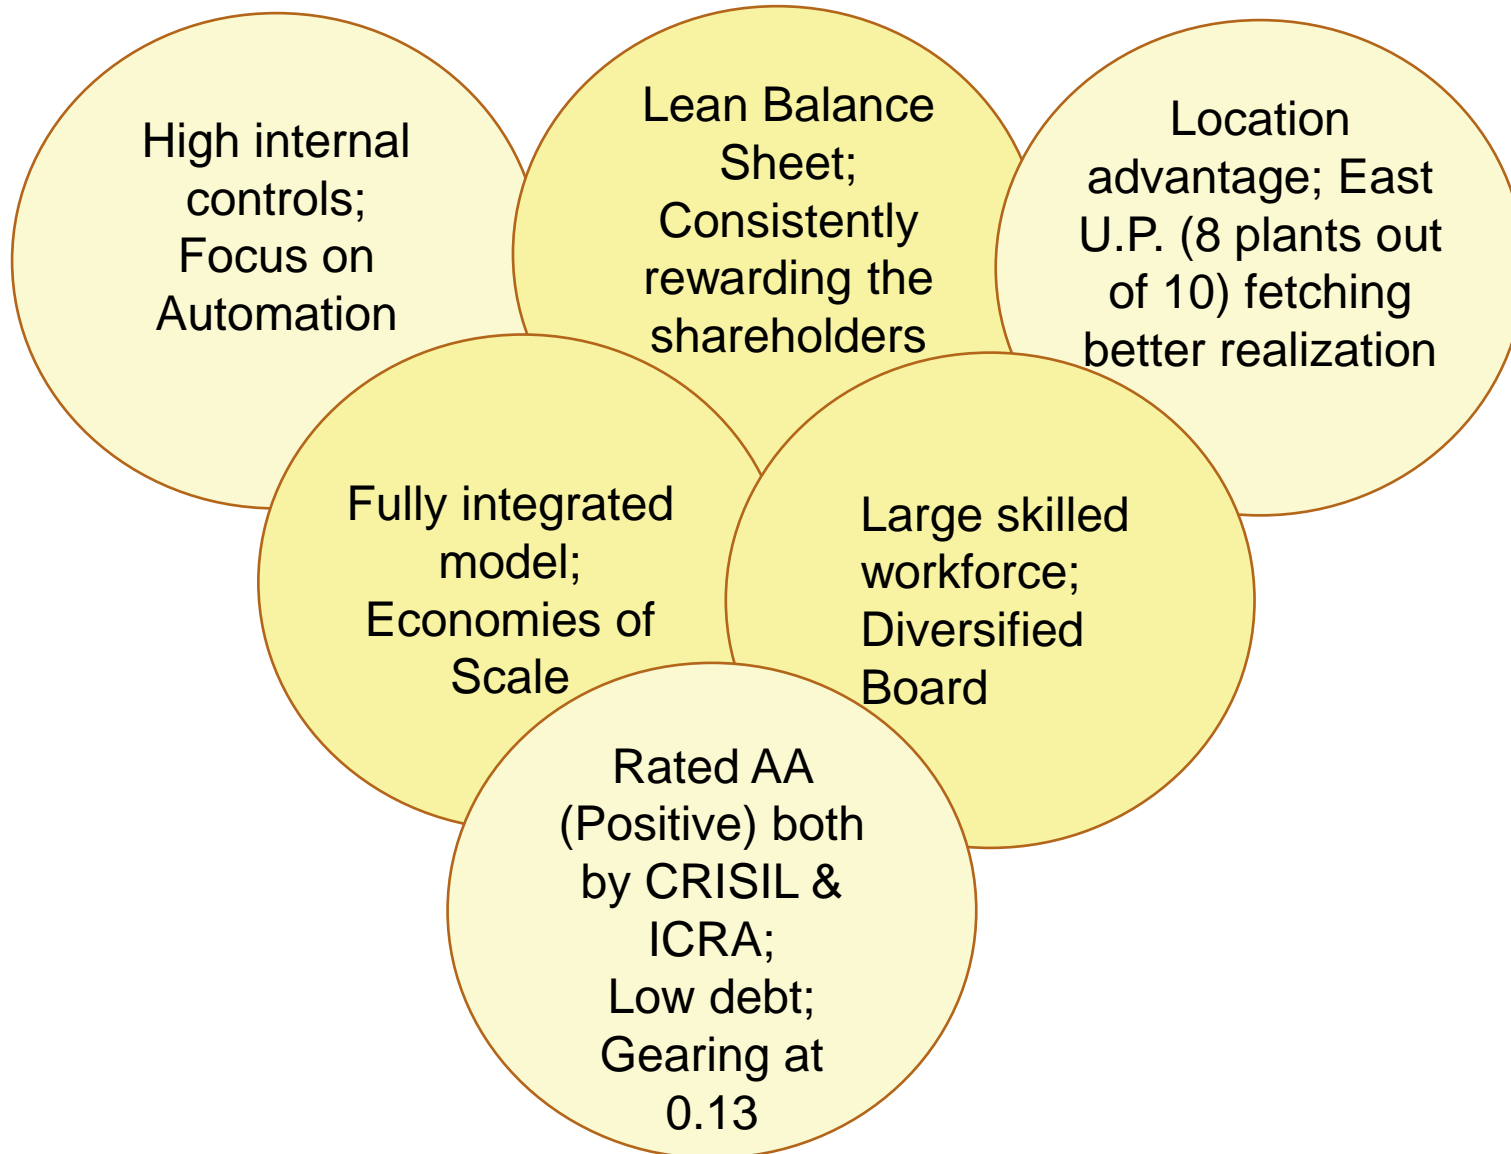 High internal
controls;
Focus on
Automation
Lean Balance
Sheet;
Consistently
rewarding the
shareholders
Location
advantage; East
U.P. (8 plants out
of 10) fetching
better realization
Fully integrated
model;
Economies of
Scale
Large skilled
workforce;
Diversified
Board
Rated AA
(Positive) both
by CRISIL &
ICRA;
Low debt;
Gearing at
0.13